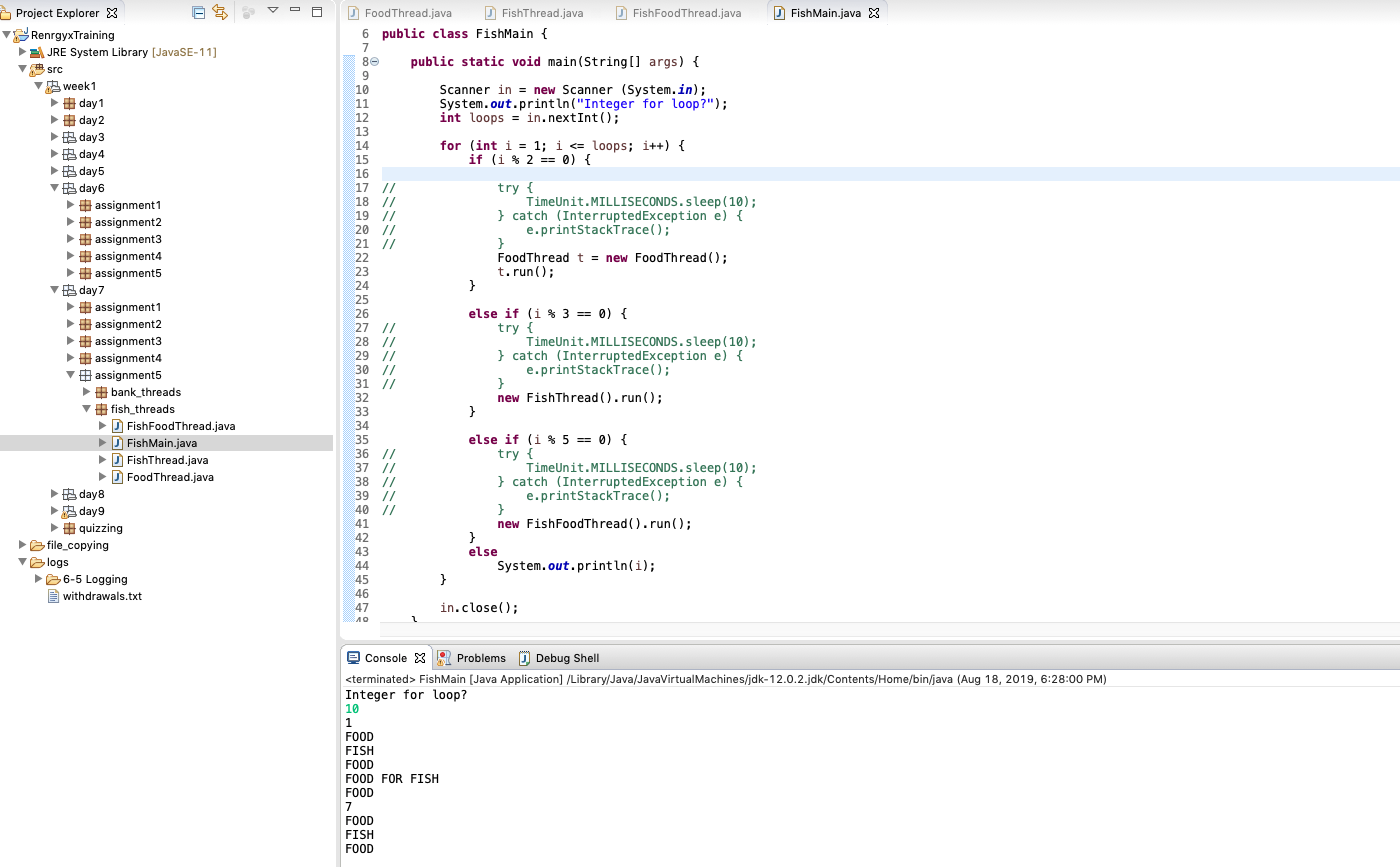 Project Explorer
RenrgyxTraining
JRE System Library [JavaSE-11]
src
week1
day1
day2
day3
day4
day5
day6
assignment1
assignment2
assignment3
assignment4
assignment5
day7
assignment1
assignment2
assignment3
assignment4
assignment5
bank_threads
fish_threads
FishFoodThread.java
FishMain.java
FishThread.java
FoodThread.java
day8
day9
quizzing
file_copying
logs
6-5 Logging
withdrawals.txt
FoodThread.java FishThread.java FishFoodThread.java FishMain.java
6 public class FishMain {
7
8 public static void main(String[] args) {
9
10 Scanner in = new Scanner (System.in);
11 System.out.println("Integer for loop?");
12 int loops = in.nextInt();
13
14 for (int i = 1; i <= loops; i++) {
15 if (i % 2 == 0) {
16
17 // try {
18 // TimeUnit.MILLISECONDS.sleep(10);
19 // } catch (InterruptedException e) {
20 // e.printStackTrace();
21 // }
22 FoodThread t = new FoodThread();
23 t.run();
24 }
25
26 else if (i % 3 == 0) {
27 // try {
28 // TimeUnit.MILLISECONDS.sleep(10);
29 // } catch (InterruptedException e) {
30 // e.printStackTrace();
31 // }
32 new FishThread().run();
33 }
34
35 else if (i % 5 == 0) {
36 // try {
37 // TimeUnit.MILLISECONDS.sleep(10);
38 // } catch (InterruptedException e) {
39 // e.printStackTrace();
40 // }
41 new FishFoodThread().run();
42 }
43 else
44 System.out.println(i);
45 }
46
47 in.close();
48 }
Console Problems Debug Shell
<terminated> FishMain [Java Application] /Library/Java/JavaVirtualMachines/jdk-12.0.2.jdk/Contents/Home/bin/java (Aug 18, 2019, 6:28:00 PM)
Integer for loop?
10
1
FOOD
FISH
FOOD
FOOD FOR FISH
FOOD
7
FOOD
FISH
FOOD